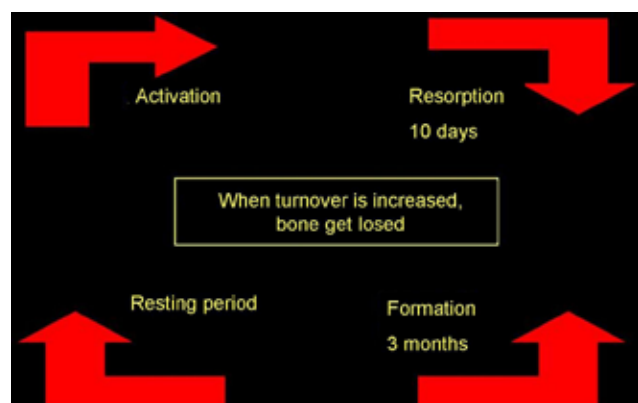 Activation
Resorption
10 days
When turnover is increased,
bone get losed
Resting period
Formation
3 months